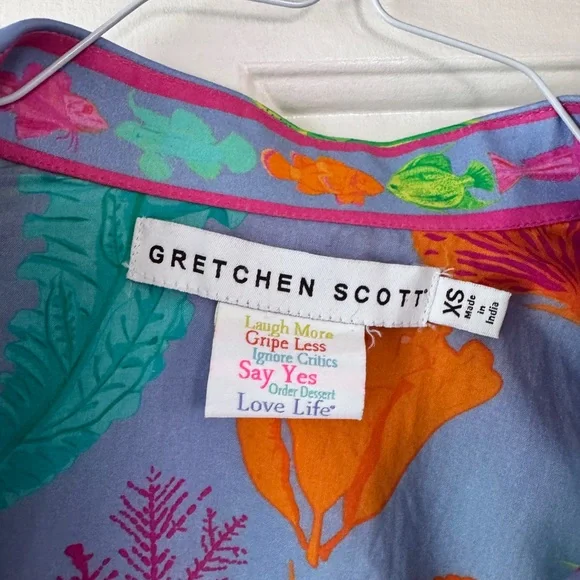 GRETCHEN SCOTT
XS
Made
in
India
Laugh More
Gripe Less
Ignore Critics
Say Yes
Order Dessert
Love Life®